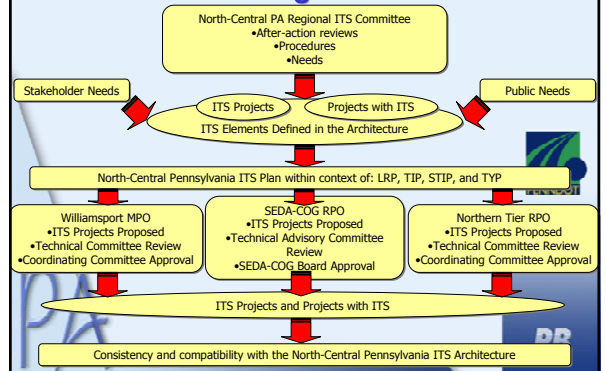 North-Central PA Regional ITS Committee
•After-action reviews
•Procedures
•Needs
Stakeholder Needs
Public Needs
ITS Projects
Projects with ITS
ITS Elements Defined in the Architecture
North-Central Pennsylvania ITS Plan within context of: LRP, TIP, STIP, and TYP
Williamsport MPO
•ITS Projects Proposed
•Technical Committee Review
•Coordinating Committee Approval
SEDA-COG RPO
•ITS Projects Proposed
•Technical Advisory Committee
Review
•SEDA-COG Board Approval
Northern Tier RPO
•ITS Projects Proposed
•Technical Committee Review
•Coordinating Committee Approval
ITS Projects and Projects with ITS
PA
PB
Consistency and compatibility with the North-Central Pennsylvania ITS Architecture